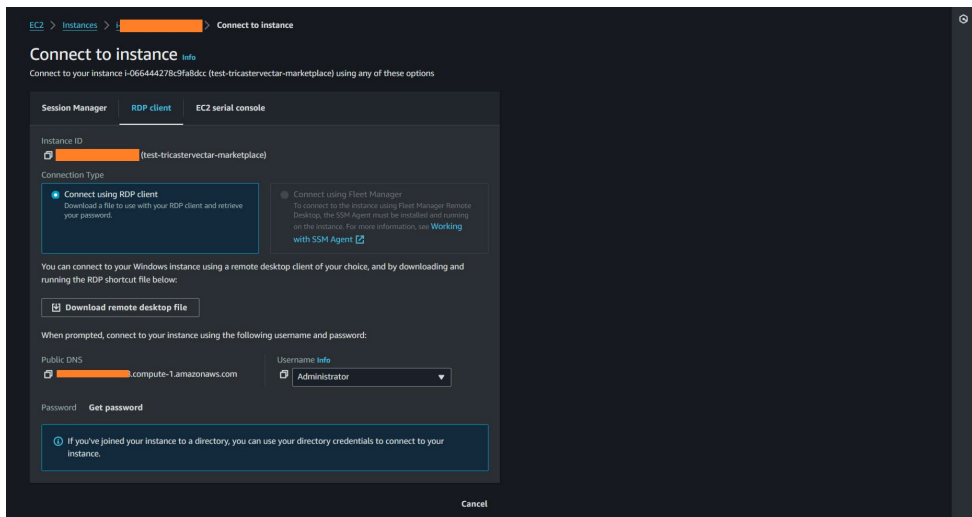 EC2 > Instances > i- > Connect to instance
Connect to instance Info
Connect to your instance i-066444278c9fa8dcc (test-tricastervectar-marketplace) using any of these options
Session Manager RDP client EC2 serial console
Instance ID
(test-tricastervectar-marketplace)
Connection Type
Connect using RDP client
Download a file to use with your RDP client and retrieve
your password.
Connect using Fleet Manager
To connect to the instance using Fleet Manager Remote
Desktop, the SSM Agent must be installed and running
on the instance. For more information, see Working
with SSM Agent
You can connect to your Windows instance using a remote desktop client of your choice, and by downloading and
running the RDP shortcut file below:
Download remote desktop file
When prompted, connect to your instance using the following username and password:
Public DNS
.compute-1.amazonaws.com
Username Info
Administrator
Password Get password
If you've joined your instance to a directory, you can use your directory credentials to connect to your
instance.
Cancel